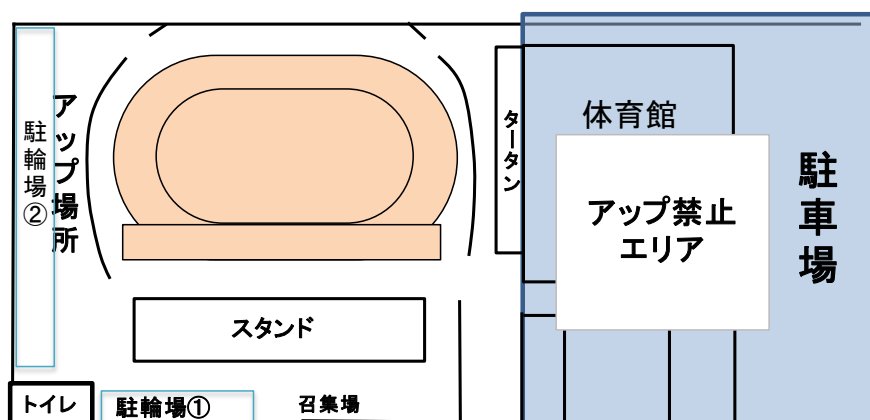 駐輪場②
アップ場所
タータン
体育館
アップ禁止
エリア
駐車場
スタンド
トイレ
駐輪場①
召集場